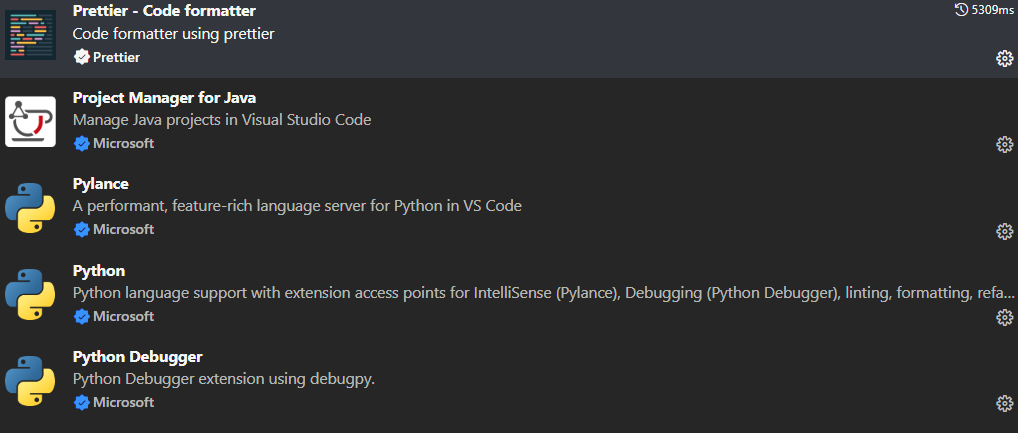 Prettier - Code formatter
5309ms
Code formatter using prettier
Prettier
Project Manager for Java
Manage Java projects in Visual Studio Code
Microsoft
Pylance
A performant, feature-rich language server for Python in VS Code
Microsoft
Python
Python language support with extension access points for IntelliSense (Pylance), Debugging (Python Debugger), linting, formatting, refa...
Microsoft
Python Debugger
Python Debugger extension using debugpy.
Microsoft